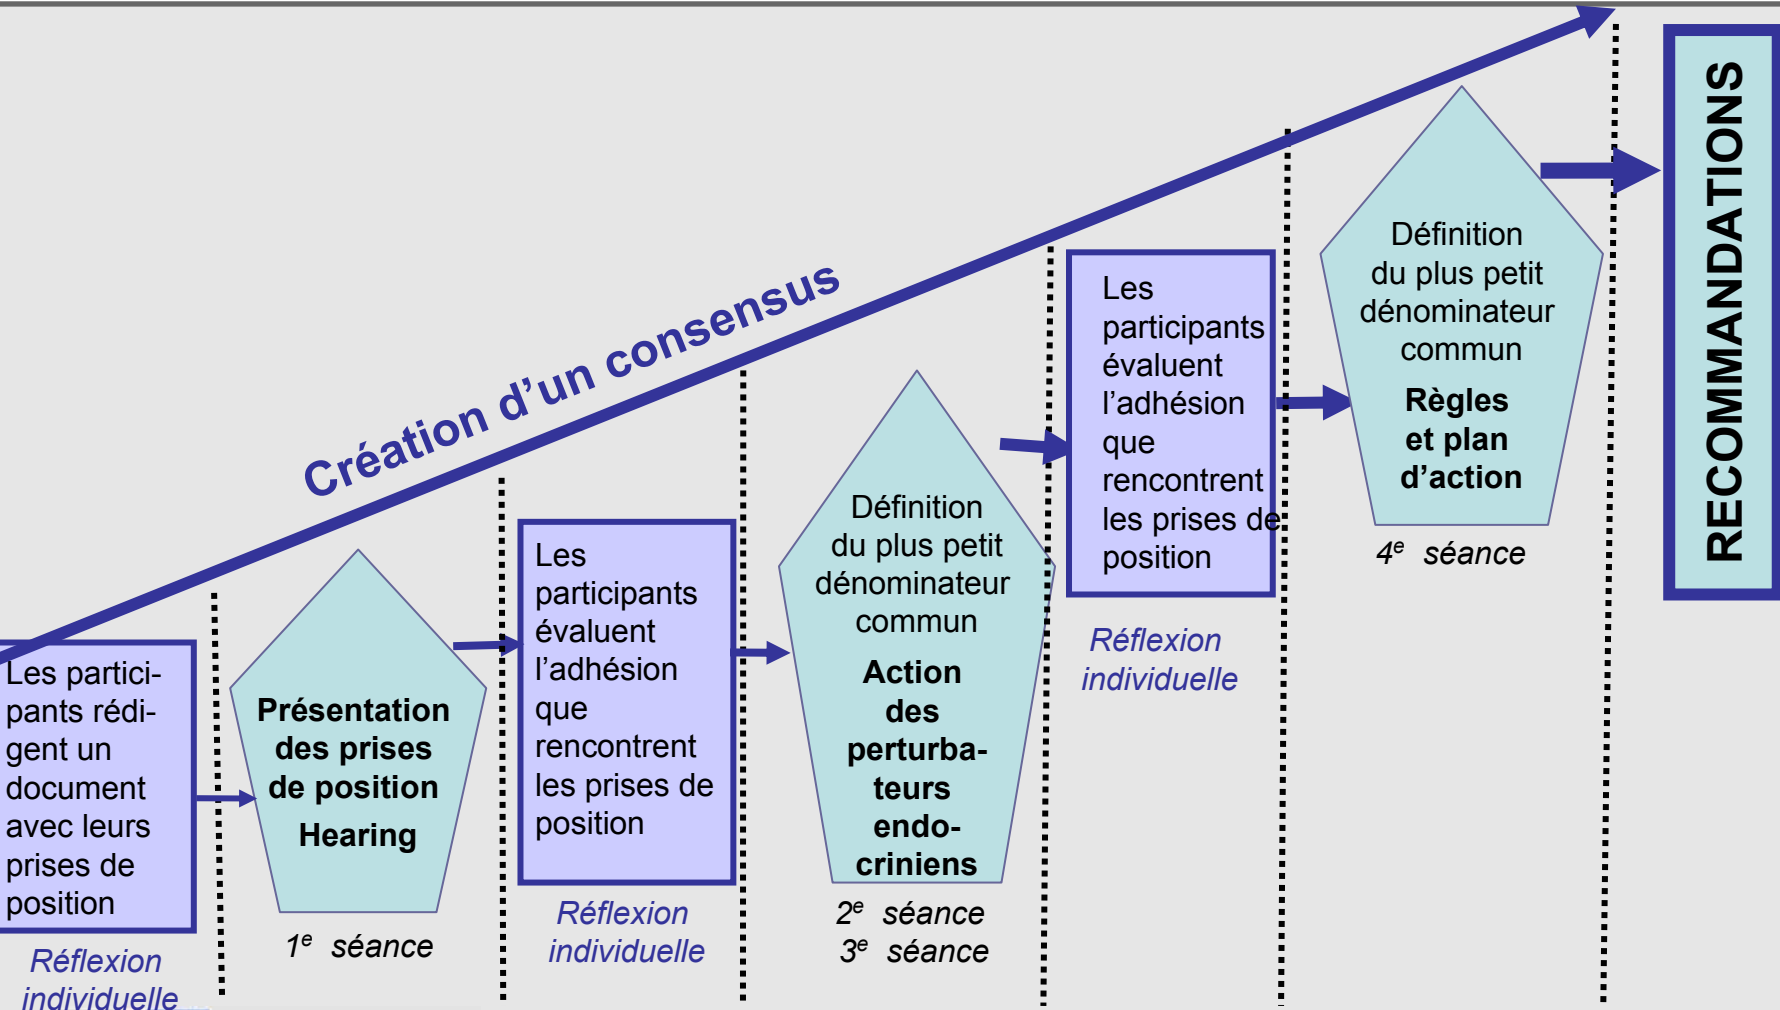 Création d’un consensus
Les partici-
pants rédi-
gent un
document
avec leurs
prises de
position
Réflexion
individuelle
Présentation
des prises
de position
Hearing
1e séance
Les
participants
évaluent
l’adhésion
que
rencontrent
les prises de
position
Réflexion
individuelle
Définition
du plus petit
dénominateur
commun
Action
des
perturba-
teurs
endo-
criniens
2e séance
3e séance
Les
participants
évaluent
l’adhésion
que
rencontrent
les prises de
position
Réflexion
individuelle
Définition
du plus petit
dénominateur
commun
Règles
et plan
d’action
4e séance
RECOMMANDATIONS